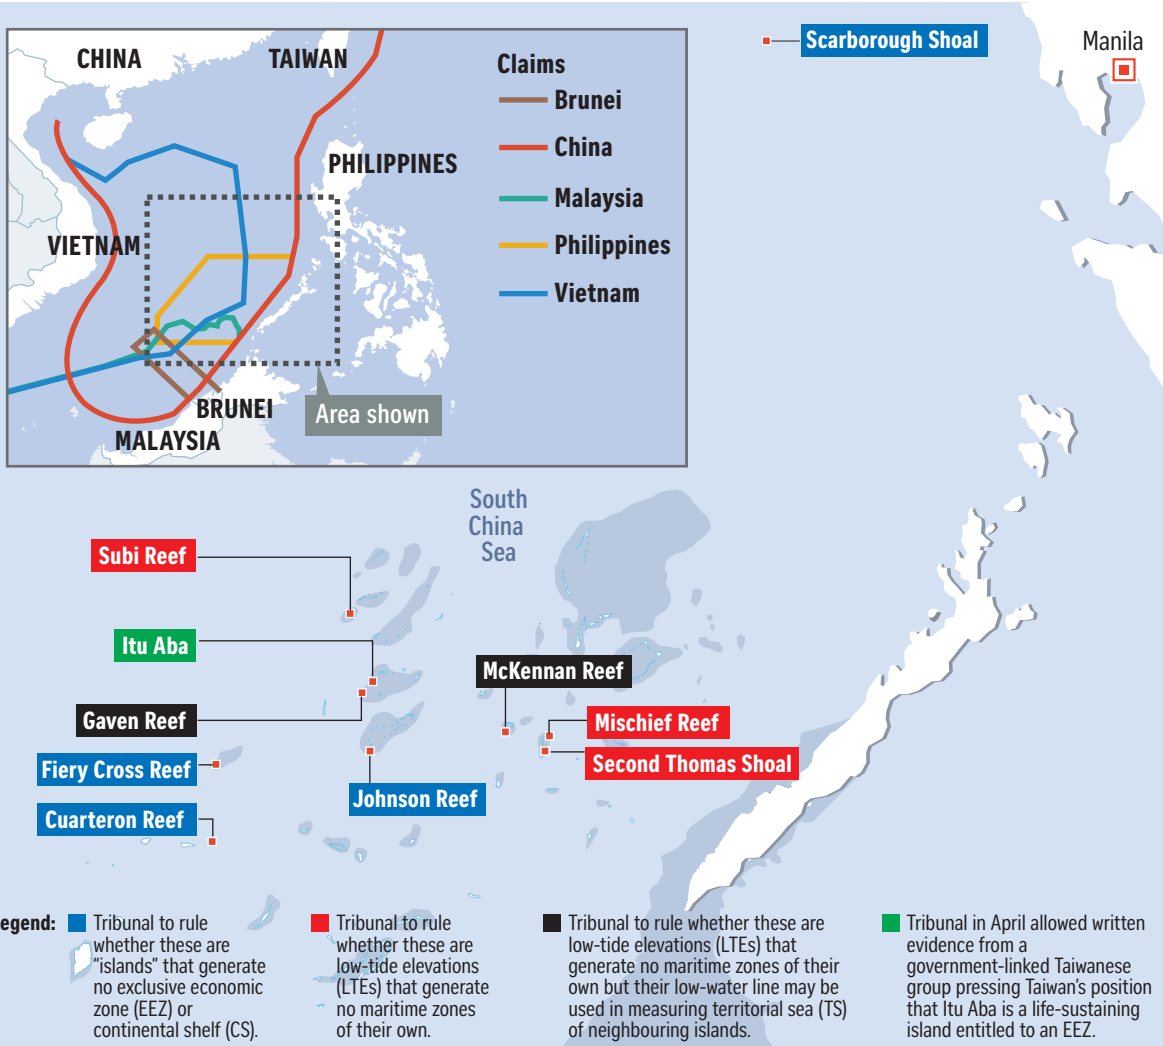 CHINA
TAIWAN
PHILIPPINES
VIETNAM
BRUNEI
MALAYSIA
Area shown
Claims
Brunei
China
Malaysia
Philippines
Vietnam
Scarborough Shoal
Manila
South
China
Sea
Subi Reef
Itu Aba
Gaven Reef
Fiery Cross Reef
Cuarteron Reef
Johnson Reef
McKennan Reef
Mischief Reef
Second Thomas Shoal
egend:
Tribunal to rule
whether these are
"islands" that generate
no exclusive economic
zone (EEZ) or
continental shelf (CS).
Tribunal to rule
whether these are
low-tide elevations
(LTEs) that generate
no maritime zones
of their own.
Tribunal to rule whether these are
low-tide elevations (LTEs) that
generate no maritime zones of their
own but their low-water line may be
used in measuring territorial sea (TS)
of neighbouring islands.
Tribunal in April allowed written
evidence from a
government-linked Taiwanese
group pressing Taiwan's position
that Itu Aba is a life-sustaining
island entitled to an EEZ.